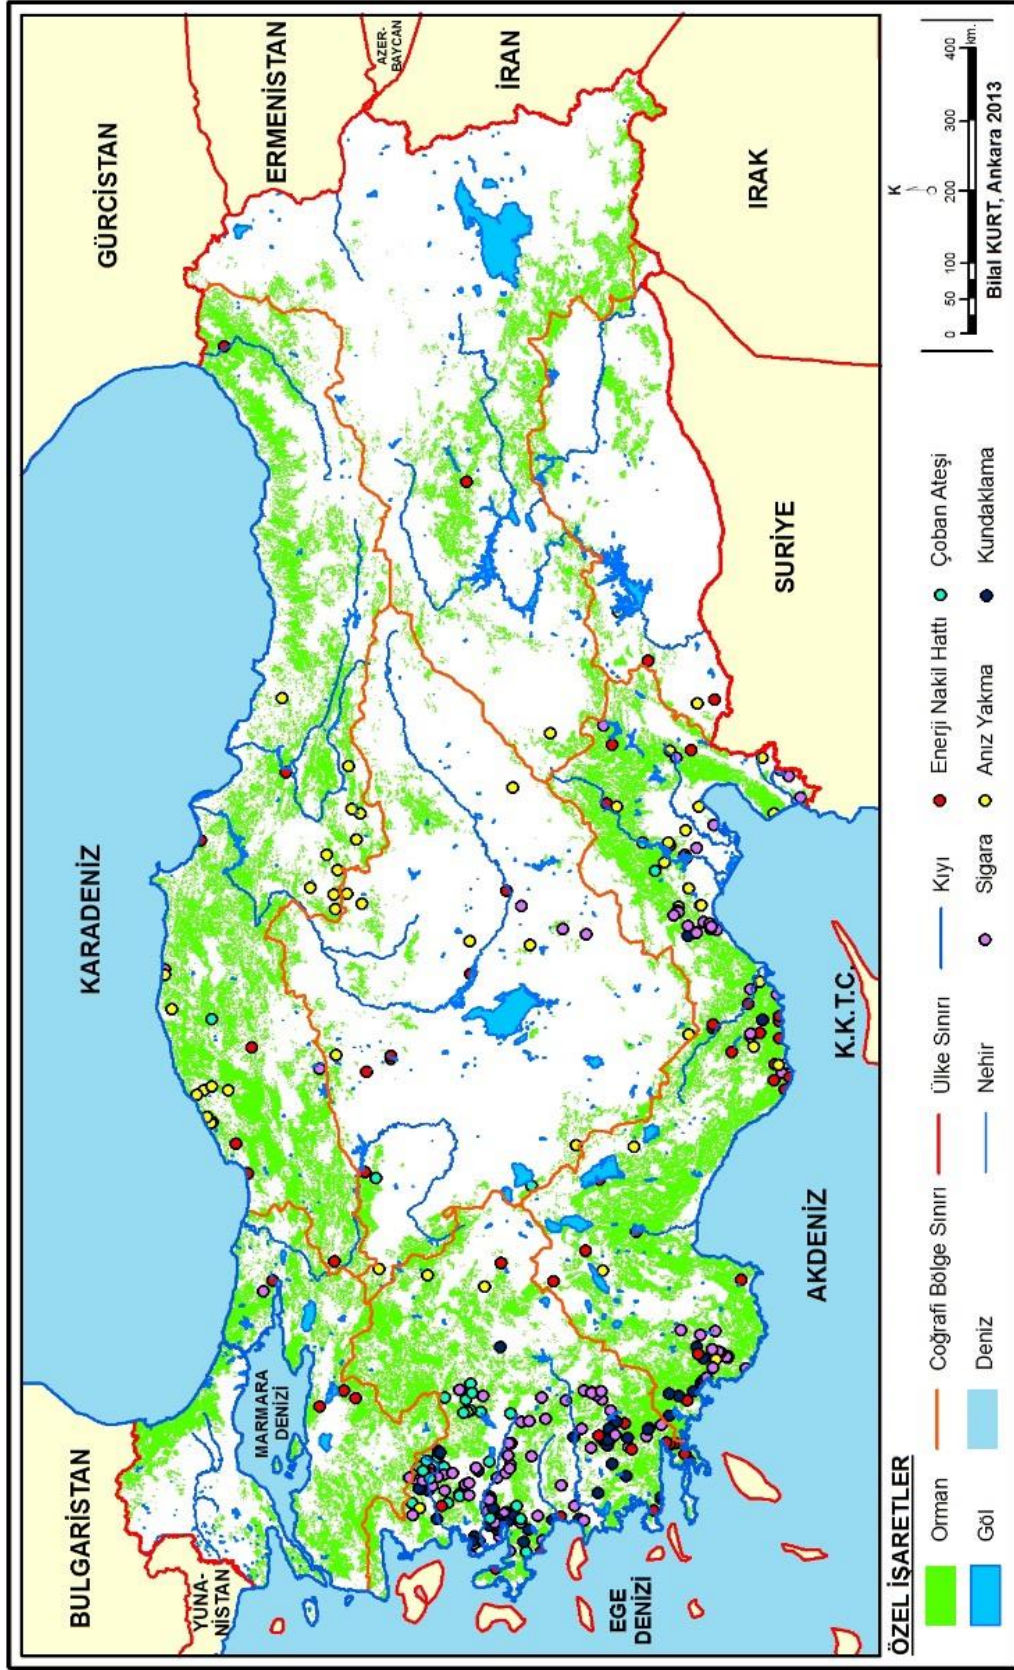 BULGARİSTAN
YUNA-
NİSTAN
KARADENİZ
GÜRCİSTAN
ERMENİSTAN
AZER-
BAYCAN
İRAN
MARMARA
DENİZİ
EGE
DENİZİ
AKDENİZ
K.K.T.C.
SURİYE
IRAK
ÖZEL İŞARETLER
Orman
Coğrafi Bölge Sınırı
Ülke Sınırı
Kıyı
Enerji Nakil Hattı
Çoban Ateşi
Göl
Deniz
Nehir
Sigara
Anız Yakma
Kundaklama
K
0 50 100 200 300 400
km.
Bilal KURT, Ankara 2013